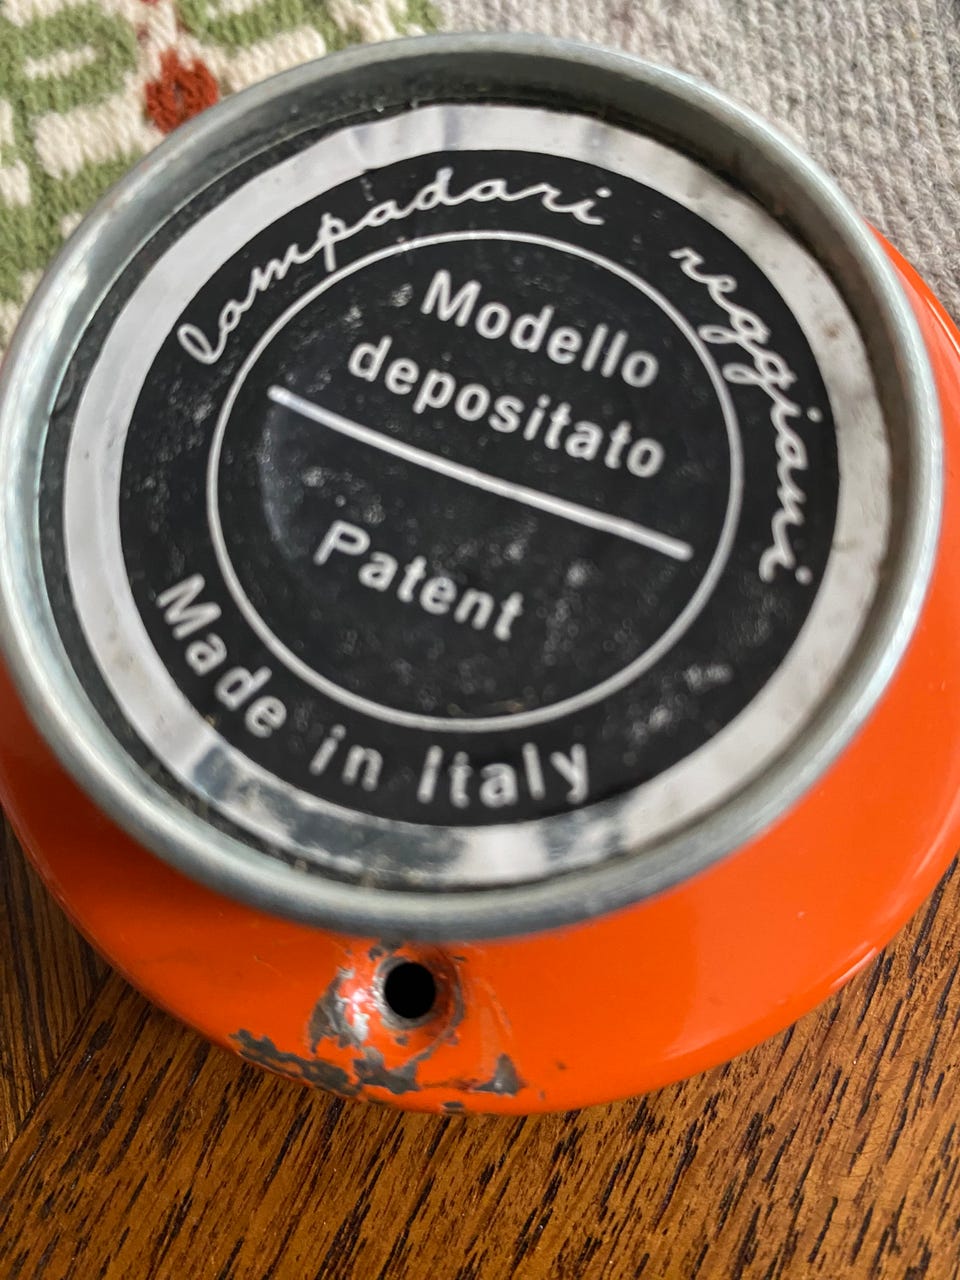 lampadari reggiani
Modello
depositato
Patent
Made in Italy